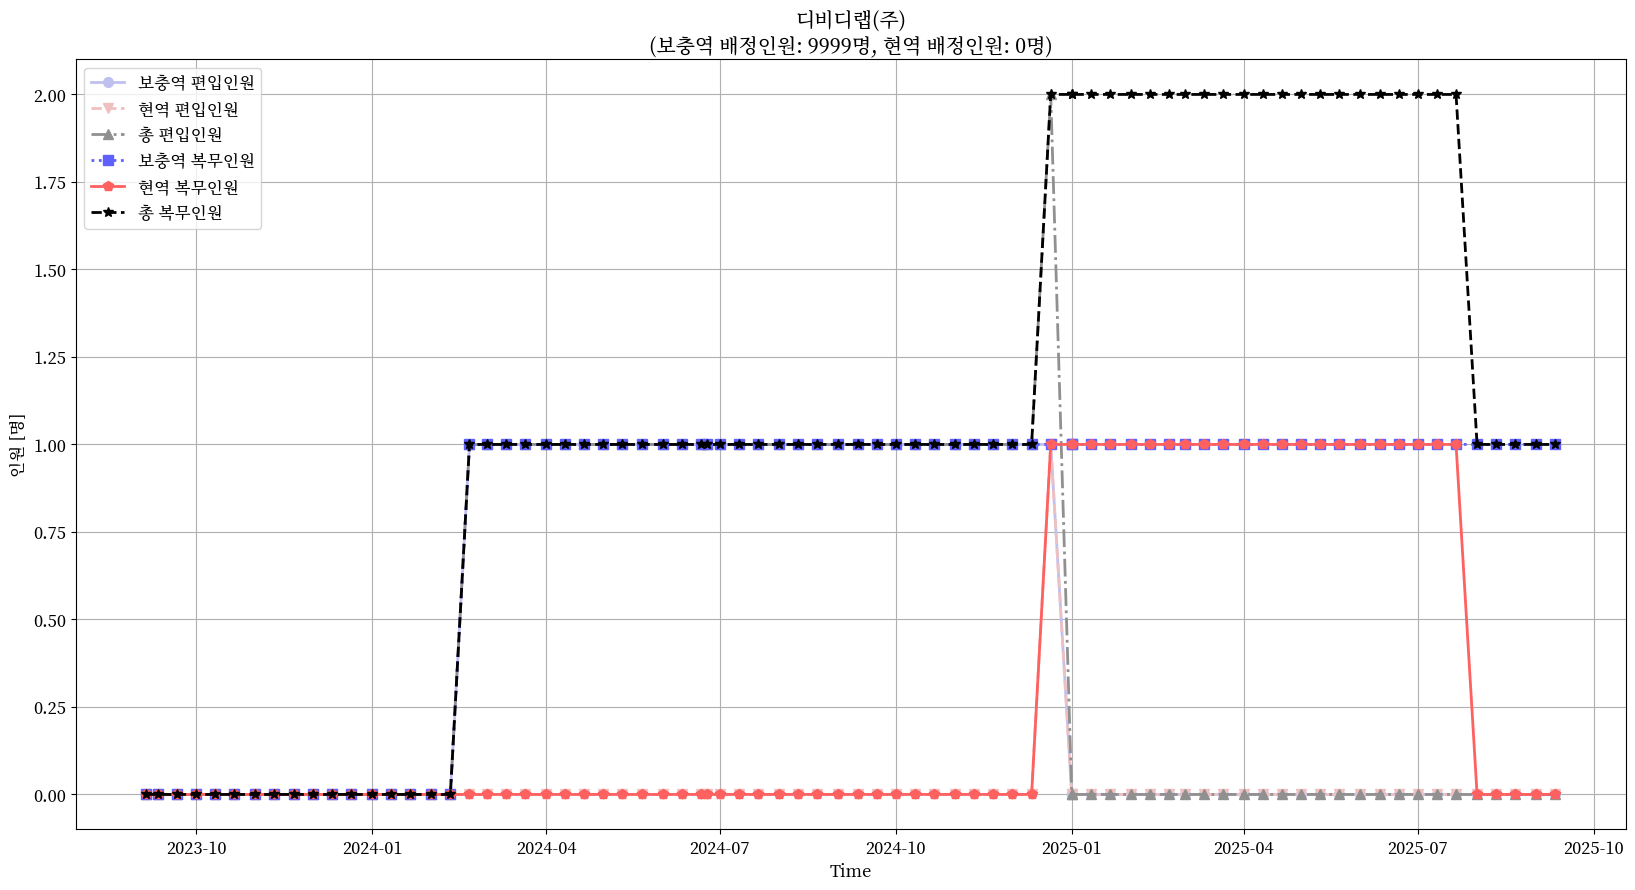 디비디랩(주)
(보충역 배정인원: 9999명, 현역 배정인원: 0명)
보충역 편입인원
현역 편입인원
총 편입인원
보충역 복무인원
현역 복무인원
총 복무인원
인원 [명]
2.00
1.75
1.50
1.25
1.00
0.75
0.50
0.25
0.00
2023-10 2024-01 2024-04 2024-07 2024-10 2025-01 2025-04 2025-07 2025-10
Time